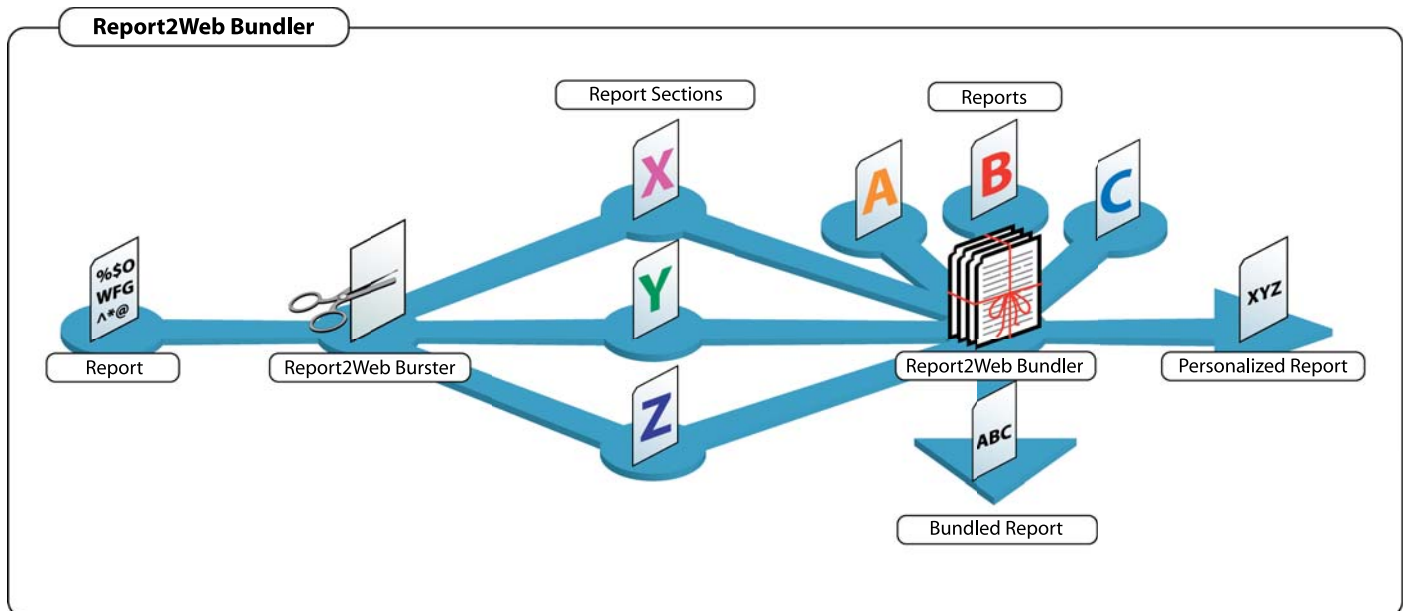 Report2Web Bundler
Report Sections
Reports
X
A
B
C
%$O
WFG
^*@
Y
XYZ
Report
Report2Web Burster
Report2Web Bundler
Personalized Report
Z
ABC
Bundled Report